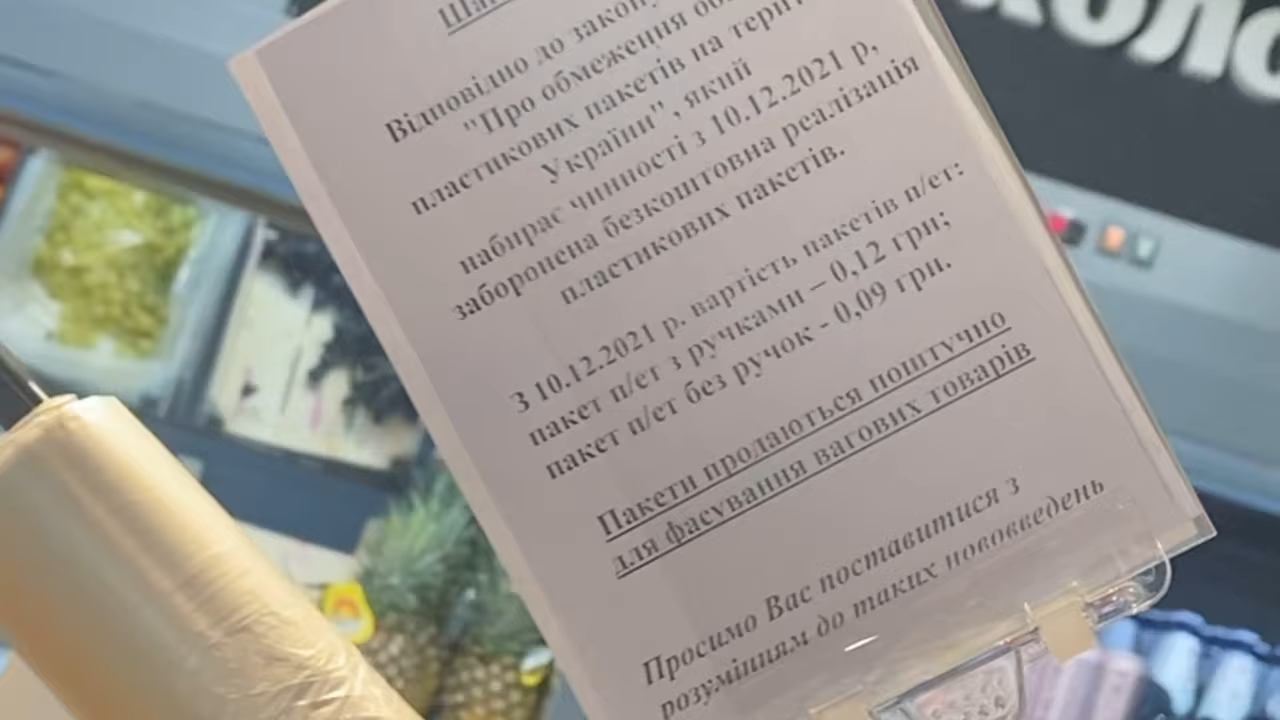 Відповідно до закону
"Про обмеження
пластикових пакетів на
України", який
набирає чинності з 10.12.2021 р,
заборонена безкоштовна реалізація
пластикових пакетів.
З 10.12.2021 р. вартість пакетів п/ет:
пакет п/ет з ручками – 0,12 грн;
пакет п/ет без ручок - 0,09 грн.
Пакети продаються поштучно
для фасування вагових товарів
Просимо Вас поставитися з
розумінням до таких нововведень